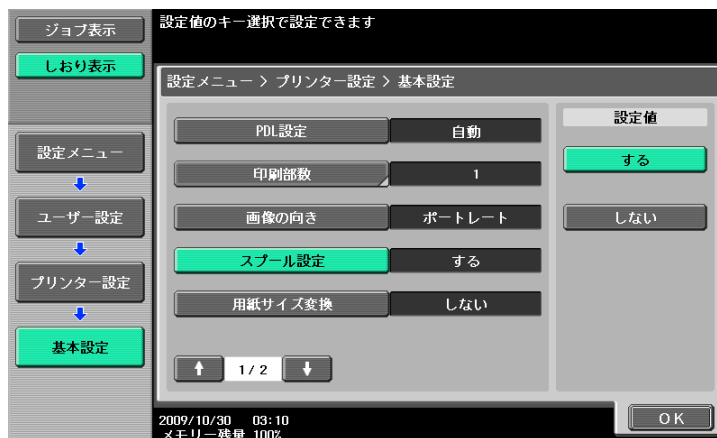 ジョブ表示
しおり表示
設定メニュー
ユーザー設定
プリンター設定
基本設定
設定値のキー選択で設定できます
設定メニュー > プリンター設定 > 基本設定
PDL設定 自動
印刷部数 1
画像の向き ポートレート
スプール設定 する
用紙サイズ変換 しない
↑ 1/2 ↓
設定値
する
しない
2009/10/30 03:10
メモリー残量 100%
OK